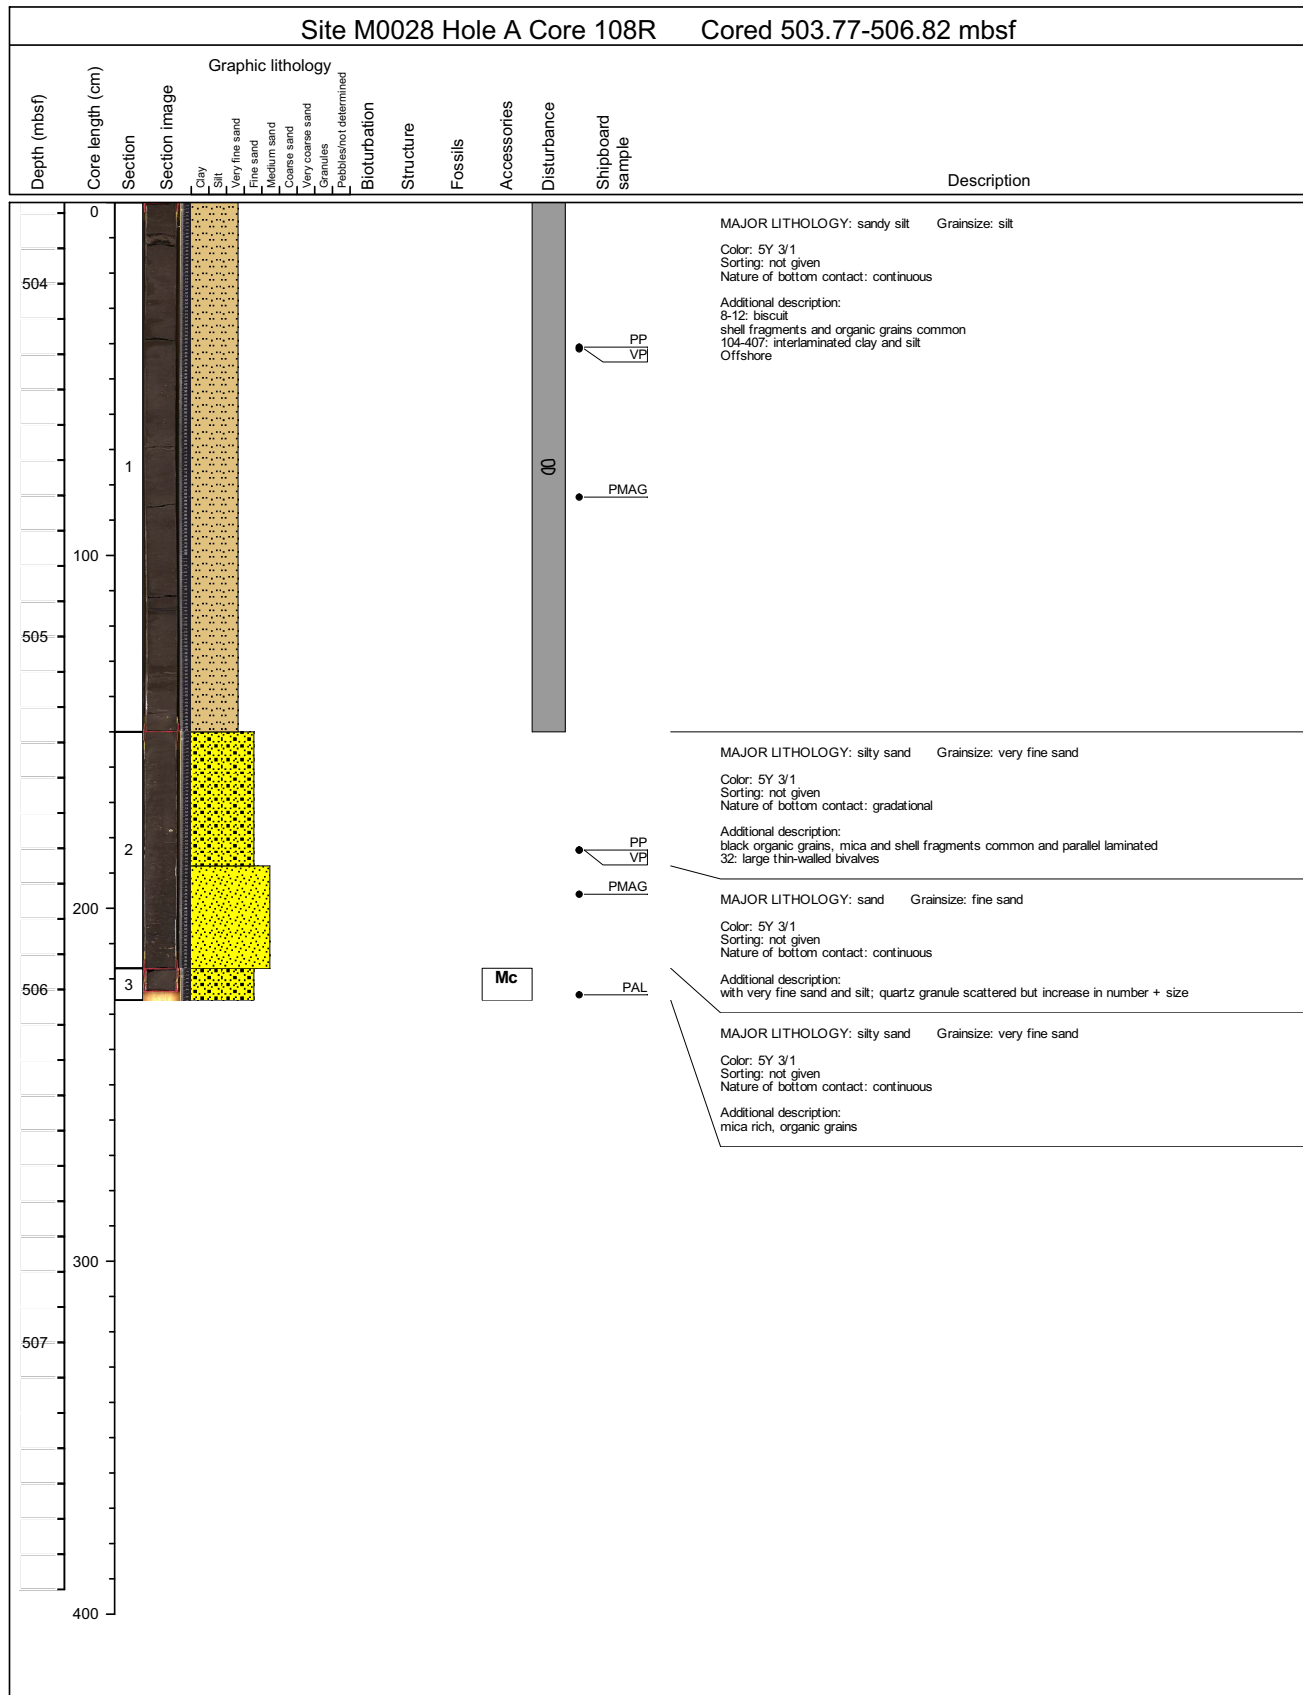 Site M0028 Hole A Core 108R Cored 503.77-506.82 mbsf
Graphic lithology
Depth (mbsf)
Core length (cm)
Section
Section image
Clay
Silt
Very fine sand
Fine sand
Medium sand
Coarse sand
Very coarse sand
Granules
Pebbles/not determined
Bioturbation
Structure
Fossils
Accessories
Disturbance
Shipboard
sample
Description
0
504
100
505
200
506
300
507
400
1
2
3
Mc
PP
VP
PMAG
PP
VP
PMAG
PAL
MAJOR LITHOLOGY: sandy silt Grainsize: silt
Color: 5Y 3/1
Sorting: not given
Nature of bottom contact: continuous
Additional description:
8-12: biscuit
shell fragments and organic grains common
104-407: interlaminated clay and silt
Offshore
MAJOR LITHOLOGY: silty sand Grainsize: very fine sand
Color: 5Y 3/1
Sorting: not given
Nature of bottom contact: gradational
Additional description:
black organic grains, mica and shell fragments common and parallel laminated
32: large thin-walled bivalves
MAJOR LITHOLOGY: sand Grainsize: fine sand
Color: 5Y 3/1
Sorting: not given
Nature of bottom contact: continuous
Additional description:
with very fine sand and silt; quartz granule scattered but increase in number + size
MAJOR LITHOLOGY: silty sand Grainsize: very fine sand
Color: 5Y 3/1
Sorting: not given
Nature of bottom contact: continuous
Additional description:
mica rich, organic grains